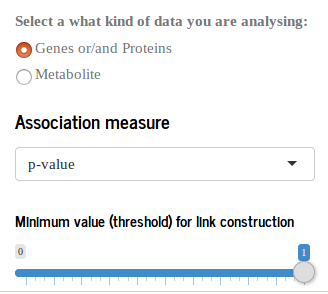 Select a what kind of data you are analysing:
Genes or/and Proteins
Metabolite
Association measure
p-value
Minimum value (threshold) for link construction
0 1